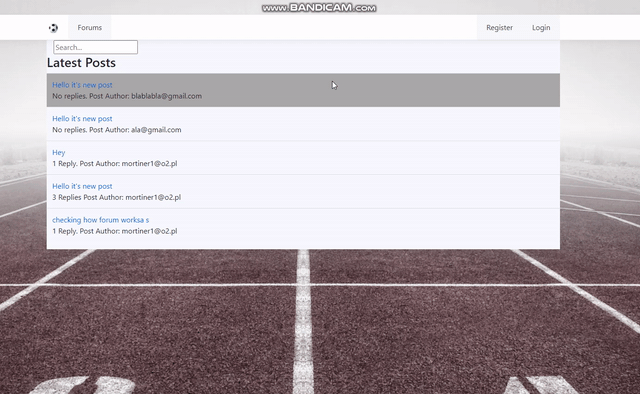 www.BANDICAM.com
Forums
Register
Login
Search...
Latest Posts
Hello it's new post
No replies. Post Author: blablabla@gmail.com
Hello it's new post
No replies. Post Author: ala@gmail.com
Hey
1 Reply. Post Author: mortiner1@o2.pl
Hello it's new post
3 Replies Post Author: mortiner1@o2.pl
checking how forum worksa s
1 Reply. Post Author: mortiner1@o2.pl